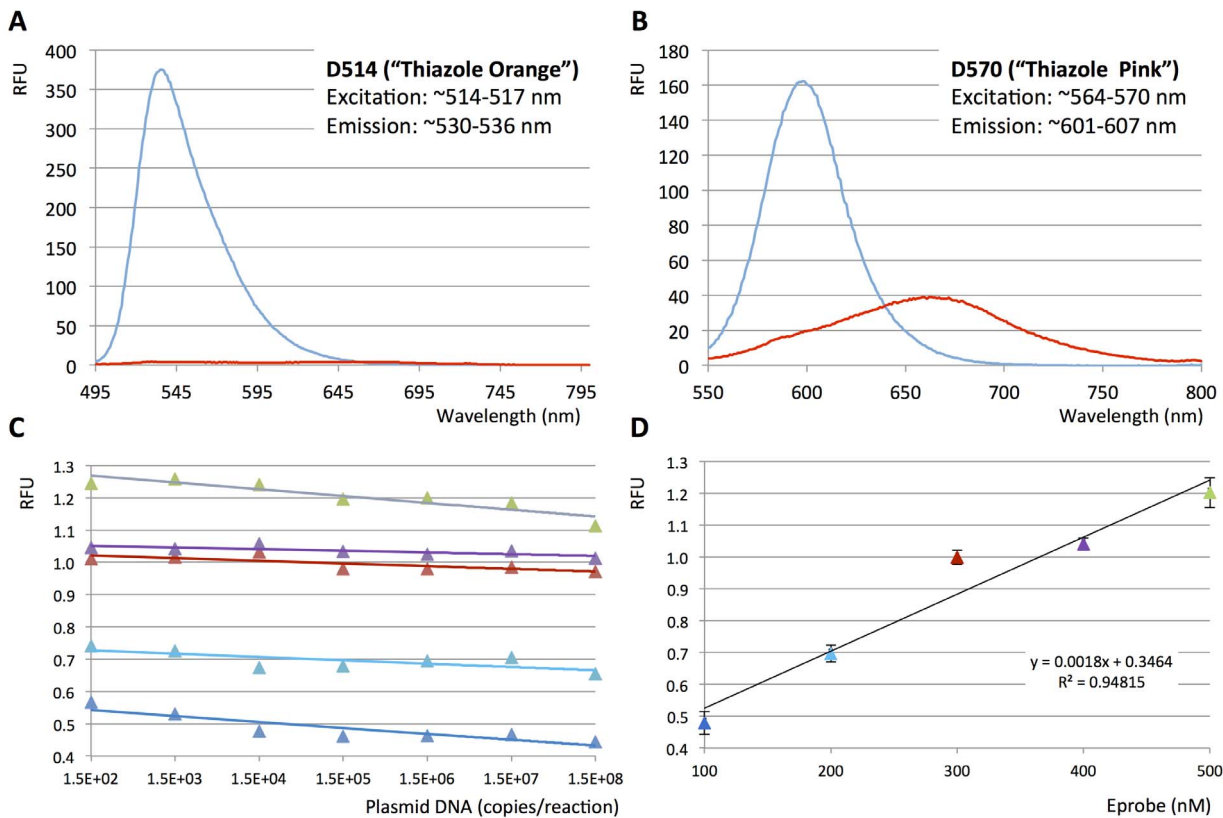 A
RFU
400
350
300
250
200
150
100
50
0
D514 (“Thiazole Orange”)
Excitation: ~514-517 nm
Emission: ~530-536 nm
495 545 595 645 695 745 795
Wavelength (nm)
B
RFU
180
160
140
120
100
80
60
40
20
0
D570 (“Thiazole Pink”)
Excitation: ~564-570 nm
Emission: ~601-607 nm
550 600 650 700 750 800
Wavelength (nm)
C
RFU
1.3
1.2
1.1
1.0
0.9
0.8
0.7
0.6
0.5
0.4
1.5E+02 1.5E+03 1.5E+04 1.5E+05 1.5E+06 1.5E+07 1.5E+08
Plasmid DNA (copies/reaction)
D
RFU
1.3
1.2
1.1
1.0
0.9
0.8
0.7
0.6
0.5
0.4
y = 0.0018x + 0.3464
R² = 0.94815
100 200 300 400 500
Eprobe (nM)